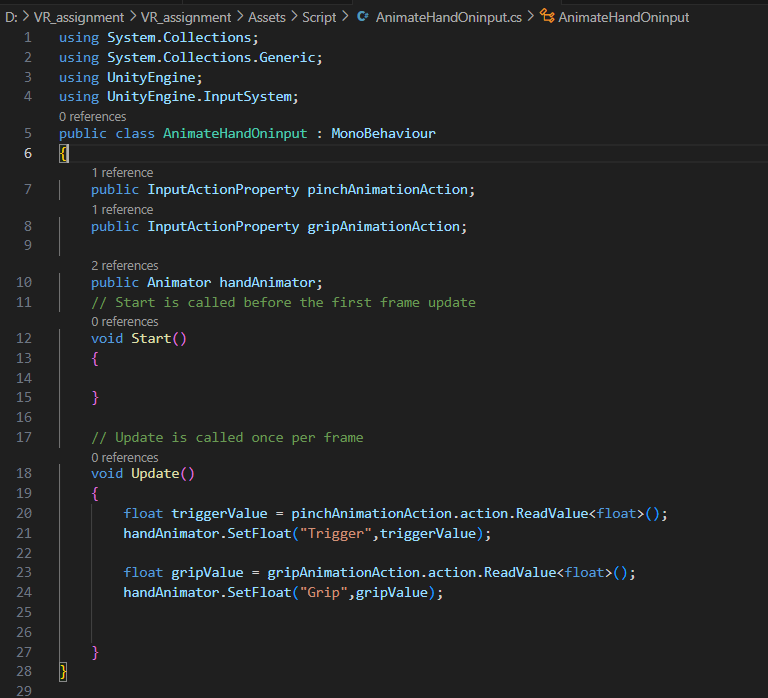 D: > VR_assignment > VR_assignment > Assets > Script > AnimateHandOninput.cs > AnimateHandOninput
1 using System.Collections;
2 using System.Collections.Generic;
3 using UnityEngine;
4 using UnityEngine.InputSystem;
0 references
5 public class AnimateHandOninput : MonoBehaviour
6 {
1 reference
7 public InputActionProperty pinchAnimationAction;
1 reference
8 public InputActionProperty gripAnimationAction;
9
2 references
10 public Animator handAnimator;
11 // Start is called before the first frame update
0 references
12 void Start()
13 {
14
15 }
16
17 // Update is called once per frame
0 references
18 void Update()
19 {
20 float triggerValue = pinchAnimationAction.action.ReadValue<float>();
21 handAnimator.SetFloat("Trigger",triggerValue);
22
23 float gripValue = gripAnimationAction.action.ReadValue<float>();
24 handAnimator.SetFloat("Grip",gripValue);
25
26
27 }
28 }
29